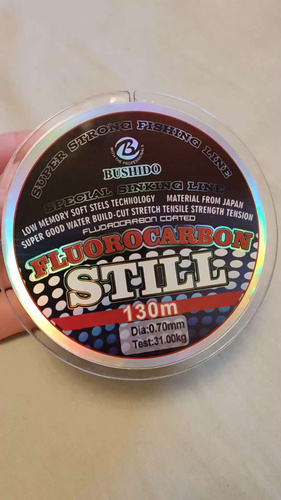 SUPER STRONG FISHING LINE
B
BUSHIDO
SPECIAL SINKING LINE
LOW MEMORY SOFT STELS TECHNOLOGY MATERIAL FROM JAPAN
SUPER GOOD WATER BUILD-CUT STRETCH TENSILE STRENGTH TENSION
FLUOROCARBON COATED
FLUOROCARBON
STILL
130m
Dia:0.70mm
Test:31.00kg